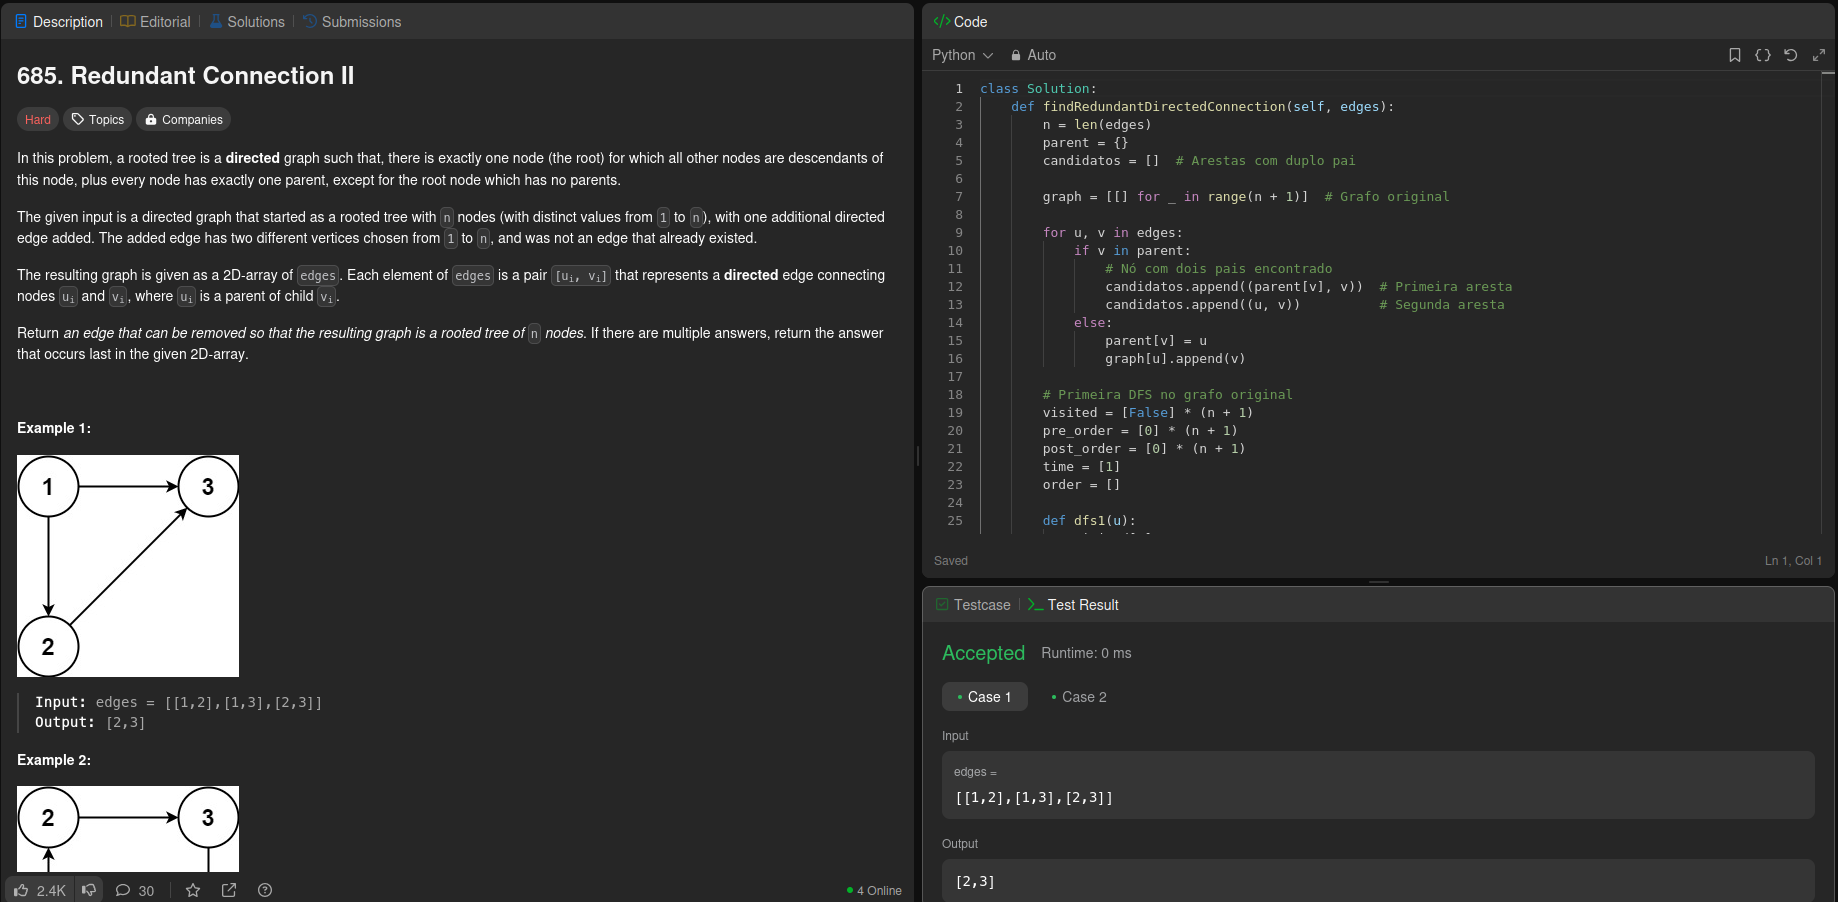 Description | Editorial | Solutions | Submissions
685. Redundant Connection II
Hard Topics Companies
In this problem, a rooted tree is a directed graph such that, there is exactly one node (the root) for which all other nodes are descendants of
this node, plus every node has exactly one parent, except for the root node which has no parents.
The given input is a directed graph that started as a rooted tree with n nodes (with distinct values from 1 to n), with one additional directed
edge added. The added edge has two different vertices chosen from 1 to n, and was not an edge that already existed.
The resulting graph is given as a 2D-array of edges. Each element of edges is a pair [ui, vi] that represents a directed edge connecting
nodes ui and vi, where ui is a parent of child vi.
Return an edge that can be removed so that the resulting graph is a rooted tree of n nodes. If there are multiple answers, return the answer
that occurs last in the given 2D-array.
Example 1:
1 3
2
Input: edges = [[1,2],[1,3],[2,3]]
Output: [2,3]
Example 2:
2 3
2.4K 30 4 Online
</> Code
Python Auto
1 class Solution:
2 def findRedundantDirectedConnection(self, edges):
3 n = len(edges)
4 parent = {}
5 candidatos = [] # Arestas com duplo pai
6
7 graph = [[] for _ in range(n + 1)] # Grafo original
8
9 for u, v in edges:
10 if v in parent:
11 # Nó com dois pais encontrado
12 candidatos.append((parent[v], v)) # Primeira aresta
13 candidatos.append((u, v)) # Segunda aresta
14 else:
15 parent[v] = u
16 graph[u].append(v)
17
18 # Primeira DFS no grafo original
19 visited = [False] * (n + 1)
20 pre_order = [0] * (n + 1)
21 post_order = [0] * (n + 1)
22 time = [1]
23 order = []
24
25 def dfs1(u):
Saved Ln 1, Col 1
Testcase | Test Result
Accepted Runtime: 0 ms
Case 1 Case 2
Input
edges =
[[1,2],[1,3],[2,3]]
Output
[2,3]